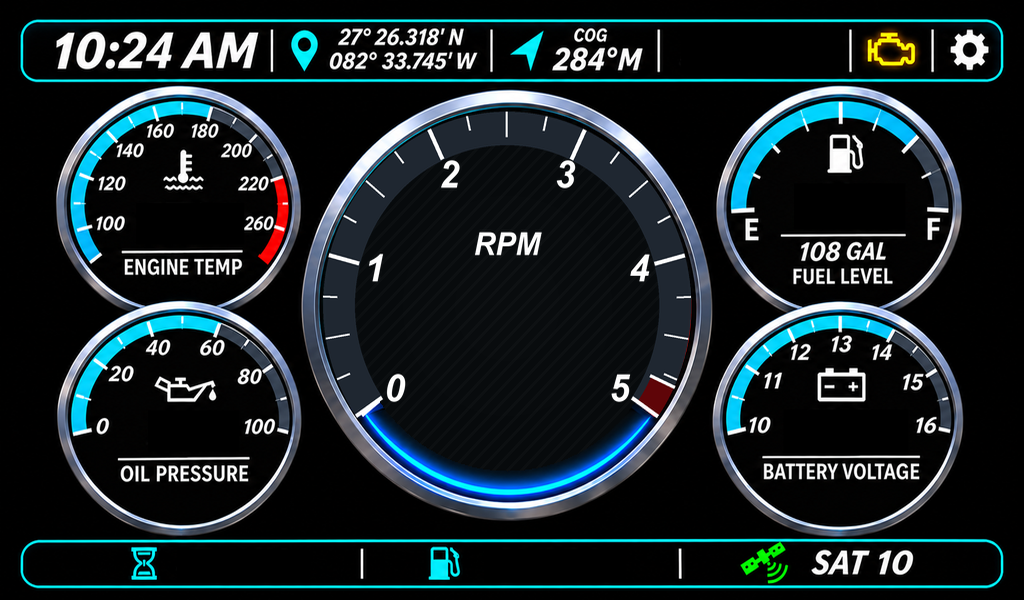 10:24 AM
27° 26.318' N
082° 33.745' W
COG
284°M
100
120
140
160
180
200
220
260
ENGINE TEMP
0
1
2
3
4
5
RPM
E
F
108 GAL
FUEL LEVEL
0
20
40
60
80
100
OIL PRESSURE
10
11
12
13
14
15
16
BATTERY VOLTAGE
SAT 10